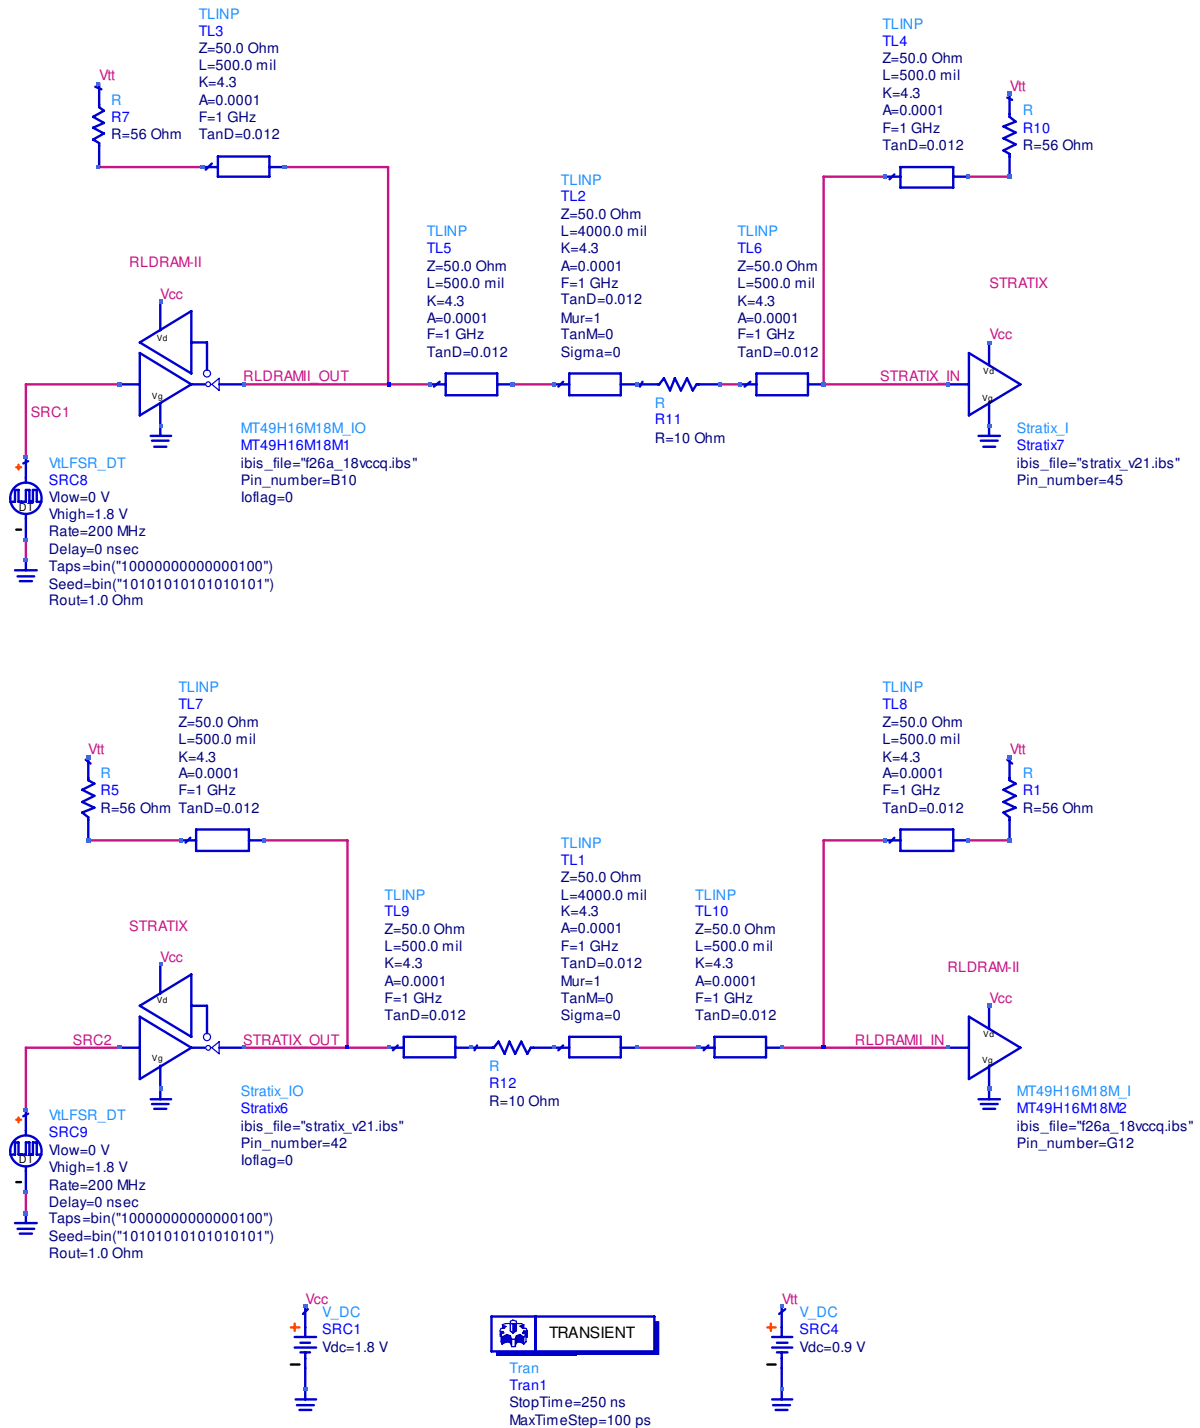 TLINP
TL3
Z=50.0 Ohm
L=500.0 mil
K=4.3
A=0.0001
F=1 GHz
TanD=0.012
Vtt
R
R7
R=56 Ohm
TLINP
TL4
Z=50.0 Ohm
L=500.0 mil
K=4.3
A=0.0001
F=1 GHz
TanD=0.012
Vtt
R
R10
R=56 Ohm
TLINP
TL2
Z=50.0 Ohm
L=4000.0 mil
K=4.3
A=0.0001
F=1 GHz
TanD=0.012
Mur=1
TanM=0
Sigma=0
TLINP
TL5
Z=50.0 Ohm
L=500.0 mil
K=4.3
A=0.0001
F=1 GHz
TanD=0.012
TLINP
TL6
Z=50.0 Ohm
L=500.0 mil
K=4.3
A=0.0001
F=1 GHz
TanD=0.012
RLDRAM-II
Vcc
Vd
Vg
RLDRAMII_OUT
STRATIX
Vcc
Vd
Vg
STRATIX_IN
SRC1
R
R11
R=10 Ohm
MT49H16M18M_IO
MT49H16M18M1
ibis_file="f26a_18vccq.ibs"
Pin_number=B10
Ioflag=0
Stratix_I
Stratix7
ibis_file="stratix_v21.ibs"
Pin_number=45
VtLFSR_DT
SRC8
Vlow=0 V
Vhigh=1.8 V
Rate=200 MHz
Delay=0 nsec
Taps=bin("10000000000000100")
Seed=bin("10101010101010101")
Rout=1.0 Ohm
DT
TLINP
TL7
Z=50.0 Ohm
L=500.0 mil
K=4.3
A=0.0001
F=1 GHz
TanD=0.012
Vtt
R
R5
R=56 Ohm
TLINP
TL8
Z=50.0 Ohm
L=500.0 mil
K=4.3
A=0.0001
F=1 GHz
TanD=0.012
Vtt
R
R1
R=56 Ohm
TLINP
TL1
Z=50.0 Ohm
L=4000.0 mil
K=4.3
A=0.0001
F=1 GHz
TanD=0.012
Mur=1
TanM=0
Sigma=0
TLINP
TL9
Z=50.0 Ohm
L=500.0 mil
K=4.3
A=0.0001
F=1 GHz
TanD=0.012
TLINP
TL10
Z=50.0 Ohm
L=500.0 mil
K=4.3
A=0.0001
F=1 GHz
TanD=0.012
STRATIX
Vcc
Vd
Vg
SRC2
STRATIX_OUT
RLDRAM-II
Vcc
Vd
Vg
RLDRAMII_IN
R
R12
R=10 Ohm
Stratix_IO
Stratix6
ibis_file="stratix_v21.ibs"
Pin_number=42
Ioflag=0
MT49H16M18M_I
MT49H16M18M2
ibis_file="f26a_18vccq.ibs"
Pin_number=G12
VtLFSR_DT
SRC9
Vlow=0 V
Vhigh=1.8 V
Rate=200 MHz
Delay=0 nsec
Taps=bin("10000000000000100")
Seed=bin("10101010101010101")
Rout=1.0 Ohm
DT
Vcc
V_DC
SRC1
Vdc=1.8 V
TRANSIENT
Tran
Tran1
StopTime=250 ns
MaxTimeStep=100 ps
Vtt
V_DC
SRC4
Vdc=0.9 V